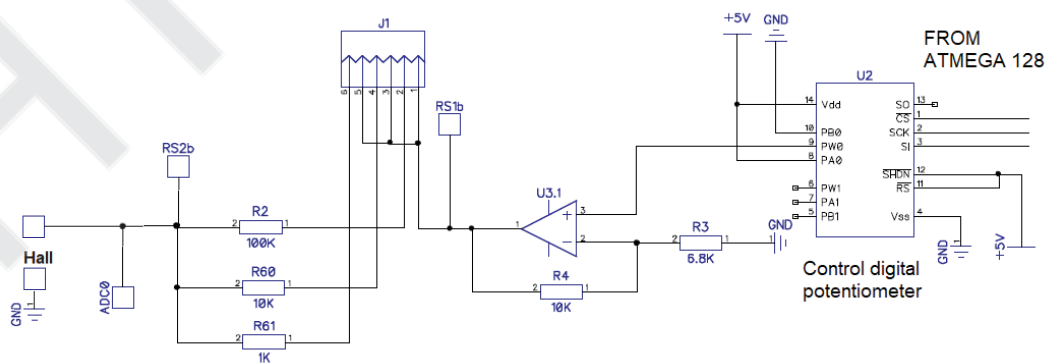 J1
6 5 4 3 2 1
RS1b
RS2b
R2
2 1
100K
R60
2 1
10K
R61
2 1
1K
Hall
1
GND
ADC0
U3.1
1
+
3
−
2
R4
2 1
10K
R3
2 1
6.8K
GND
+5V
GND
FROM
ATMEGA 128
U2
14 Vdd
10 PB0
9 PW0
8 PA0
6 PW1
7 PA1
5 PB1
SO 13
CS 1
SCK 2
SI 3
SHDN 12
RS 11
Vss 4
1
GND
+5V
Control digital
potentiometer